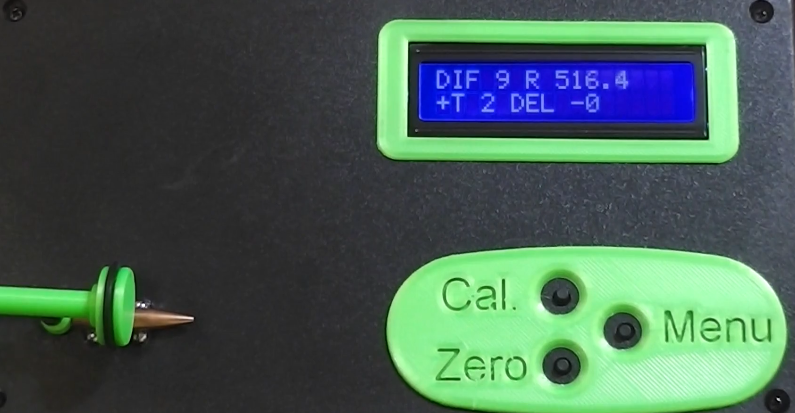 DIF 9 R 516.4
+T 2 DEL -0
Cal.
Menu
Zero